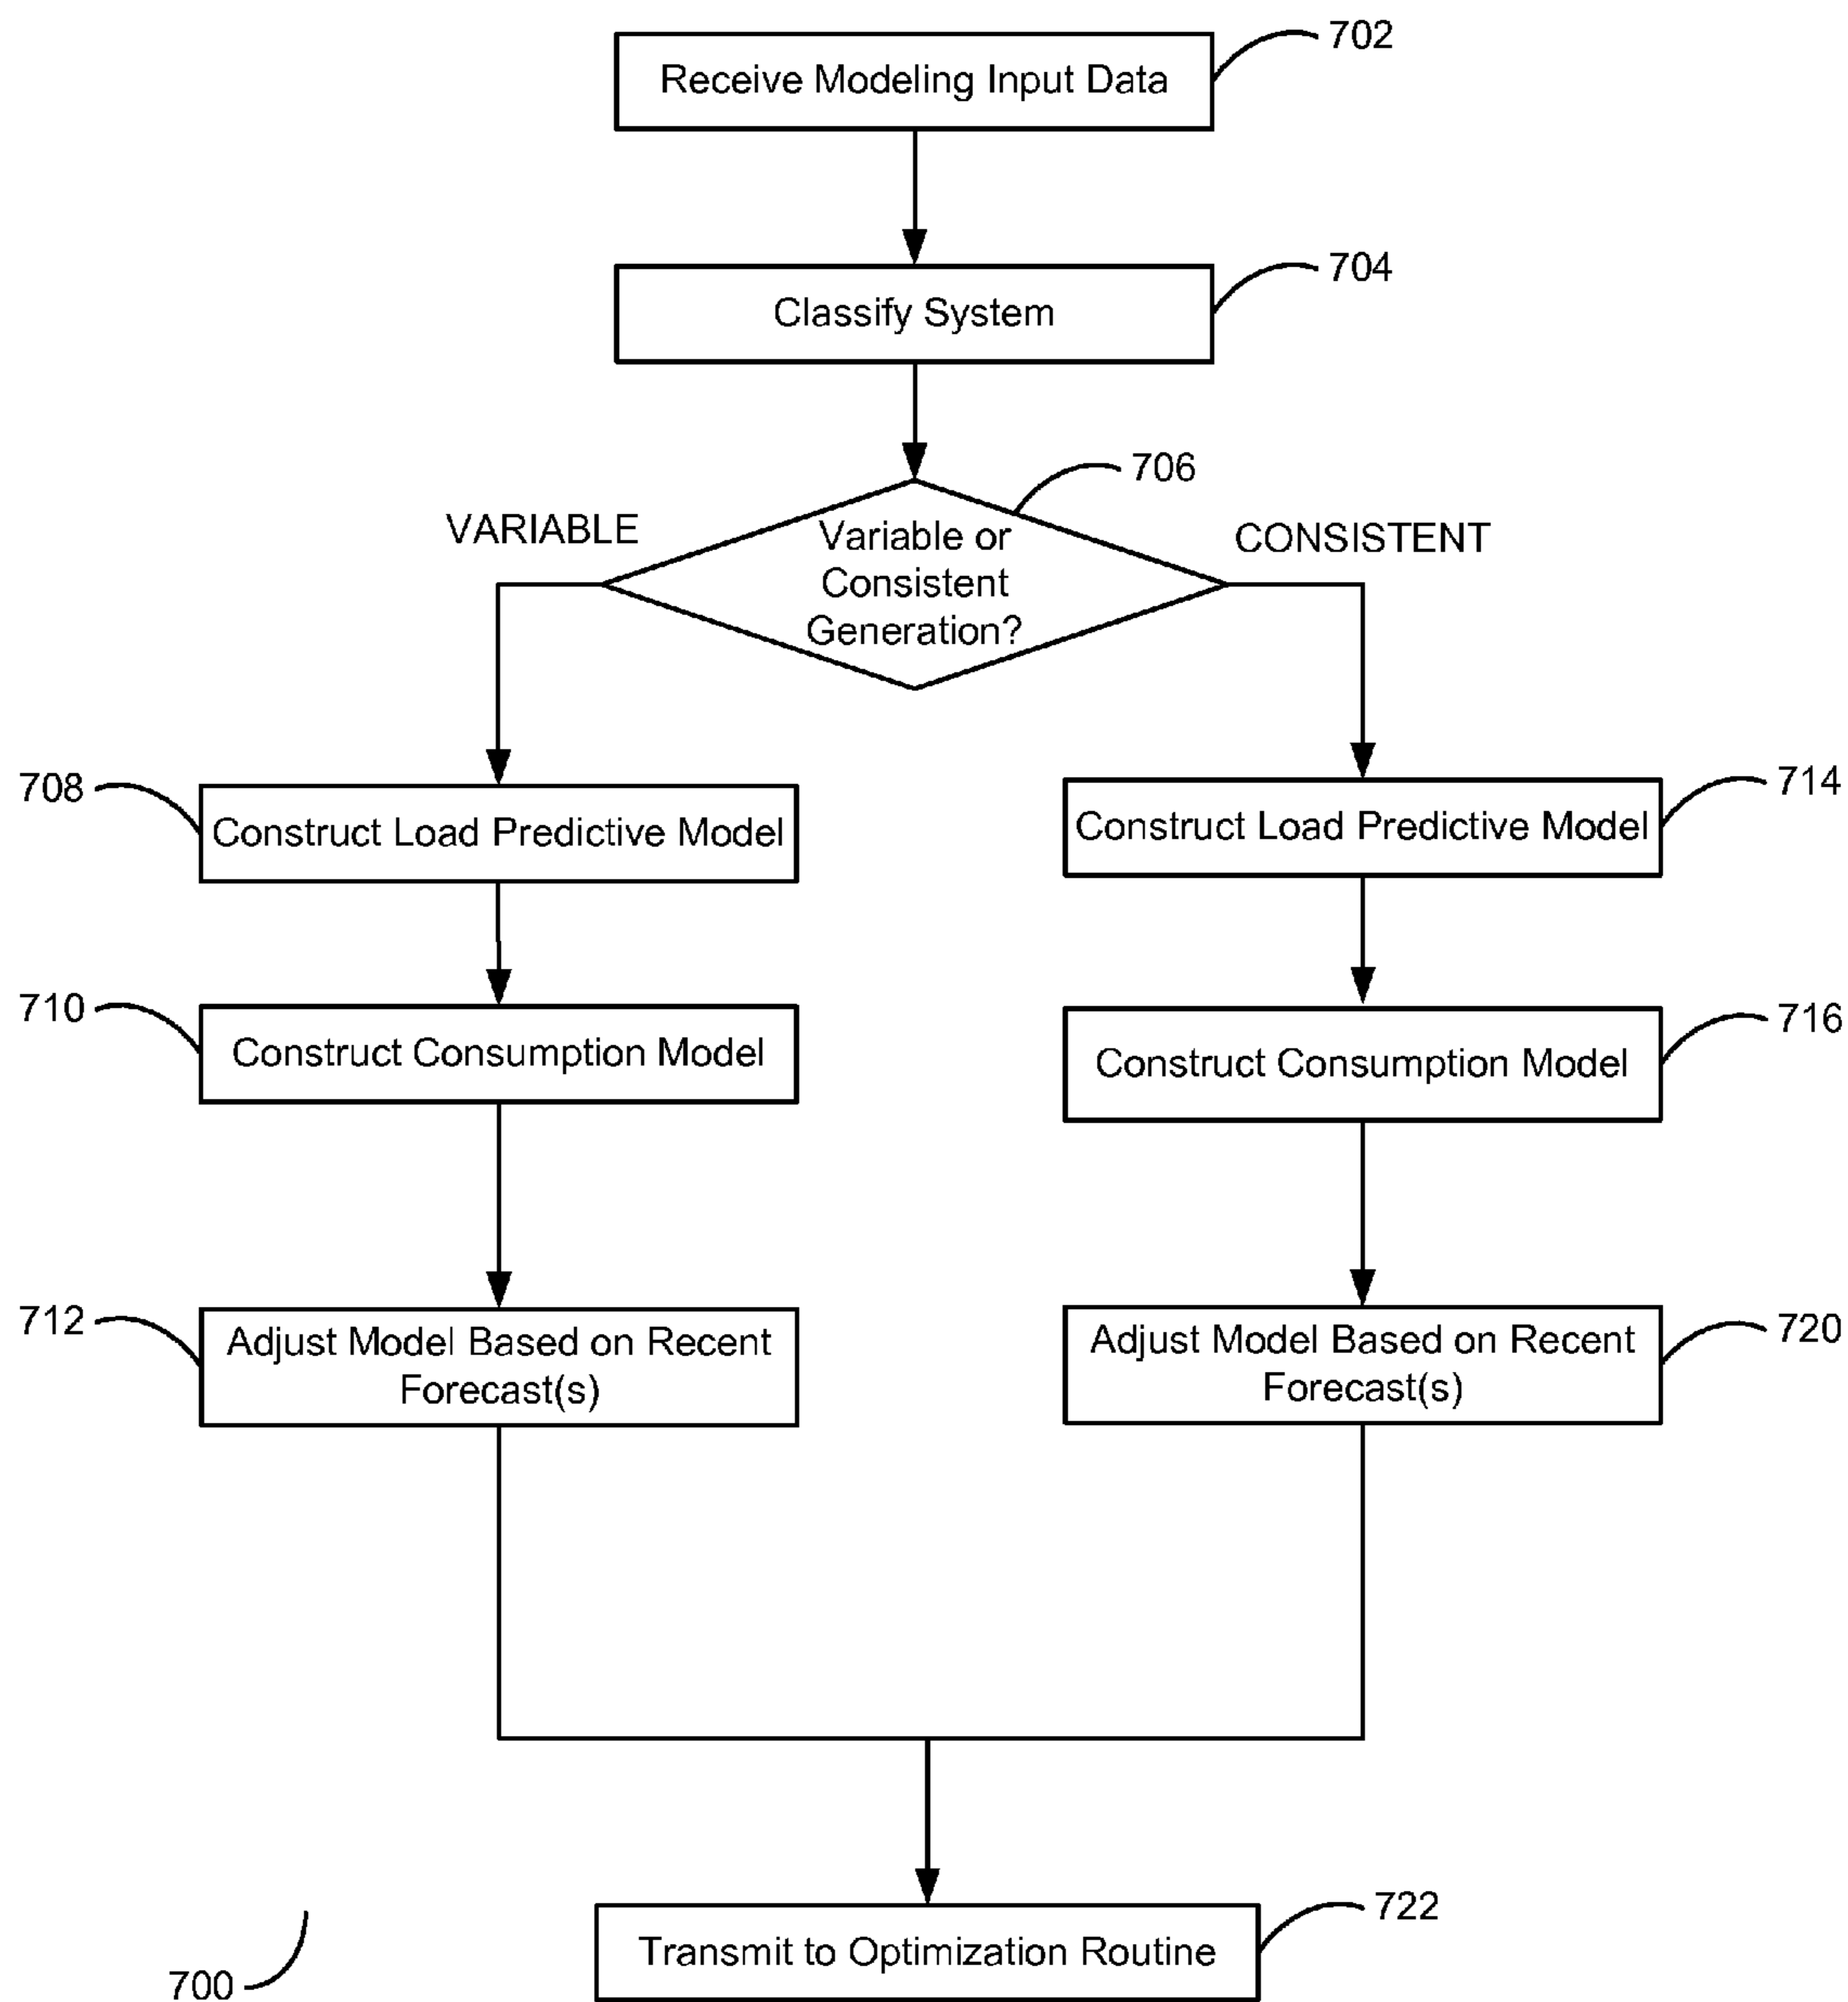 702
Receive Modeling Input Data
704
Classify System
706
VARIABLE
Variable or
Consistent
Generation?
CONSISTENT
708
Construct Load Predictive Model
714
Construct Load Predictive Model
710
Construct Consumption Model
716
Construct Consumption Model
712
Adjust Model Based on Recent
Forecast(s)
720
Adjust Model Based on Recent
Forecast(s)
722
Transmit to Optimization Routine
700